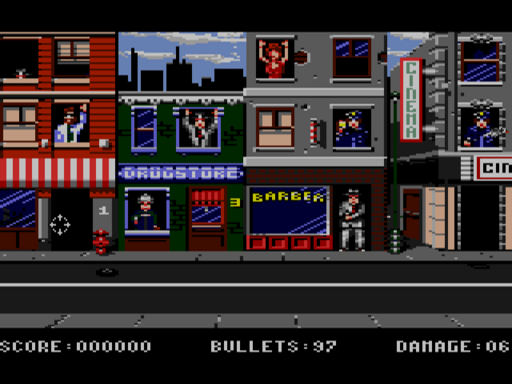 CINEMA
CIN
DRUGSTORE
BARBER
1
3
SCORE:000000 BULLETS:97 DAMAGE:06